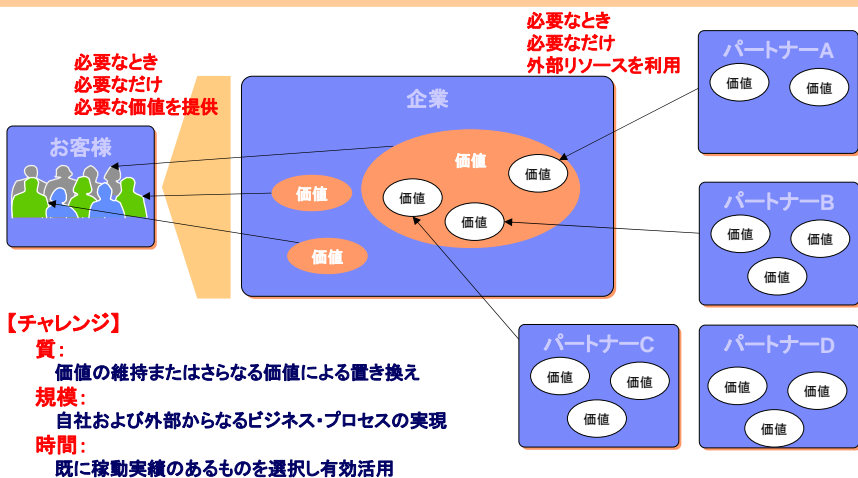 必要なとき
必要なだけ
必要な価値を提供
必要なとき
必要なだけ
外部リソースを利用
お客様
企業
価値
価値
価値
価値
価値
価値
パートナーA
価値
価値
パートナーB
価値
価値
価値
パートナーC
価値
価値
価値
パートナーD
価値
価値
価値
【チャレンジ】
質:
価値の維持またはさらなる価値による置き換え
規模:
自社および外部からなるビジネス・プロセスの実現
時間:
既に稼動実績のあるものを選択し有効活用